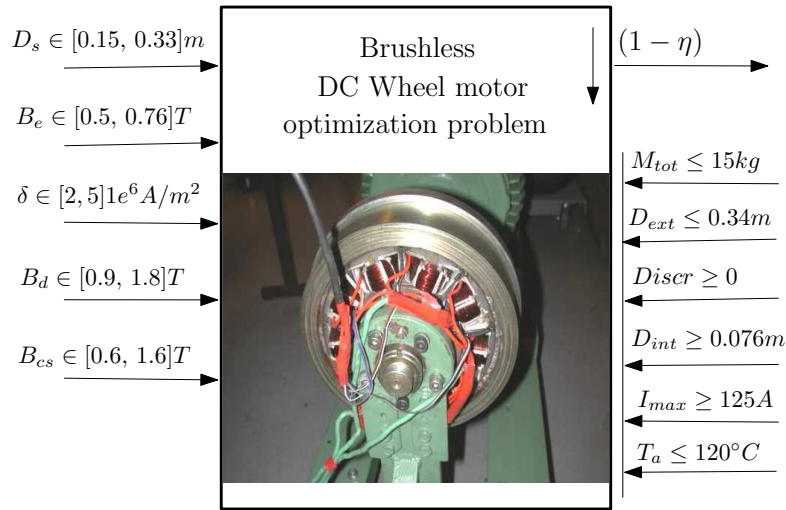 D_s ∈ [0.15, 0.33]m
B_e ∈ [0.5, 0.76]T
δ ∈ [2, 5]1e^6A/m^2
B_d ∈ [0.9, 1.8]T
B_cs ∈ [0.6, 1.6]T
Brushless
DC Wheel motor
optimization problem
(1 − η)
M_tot ≤ 15kg
D_ext ≤ 0.34m
Discr ≥ 0
D_int ≥ 0.076m
I_max ≥ 125A
T_a ≤ 120°C